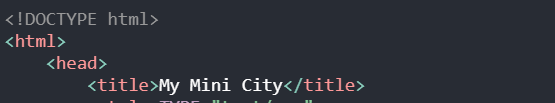 <!DOCTYPE html>
<html>
<head>
<title>My Mini City</title>